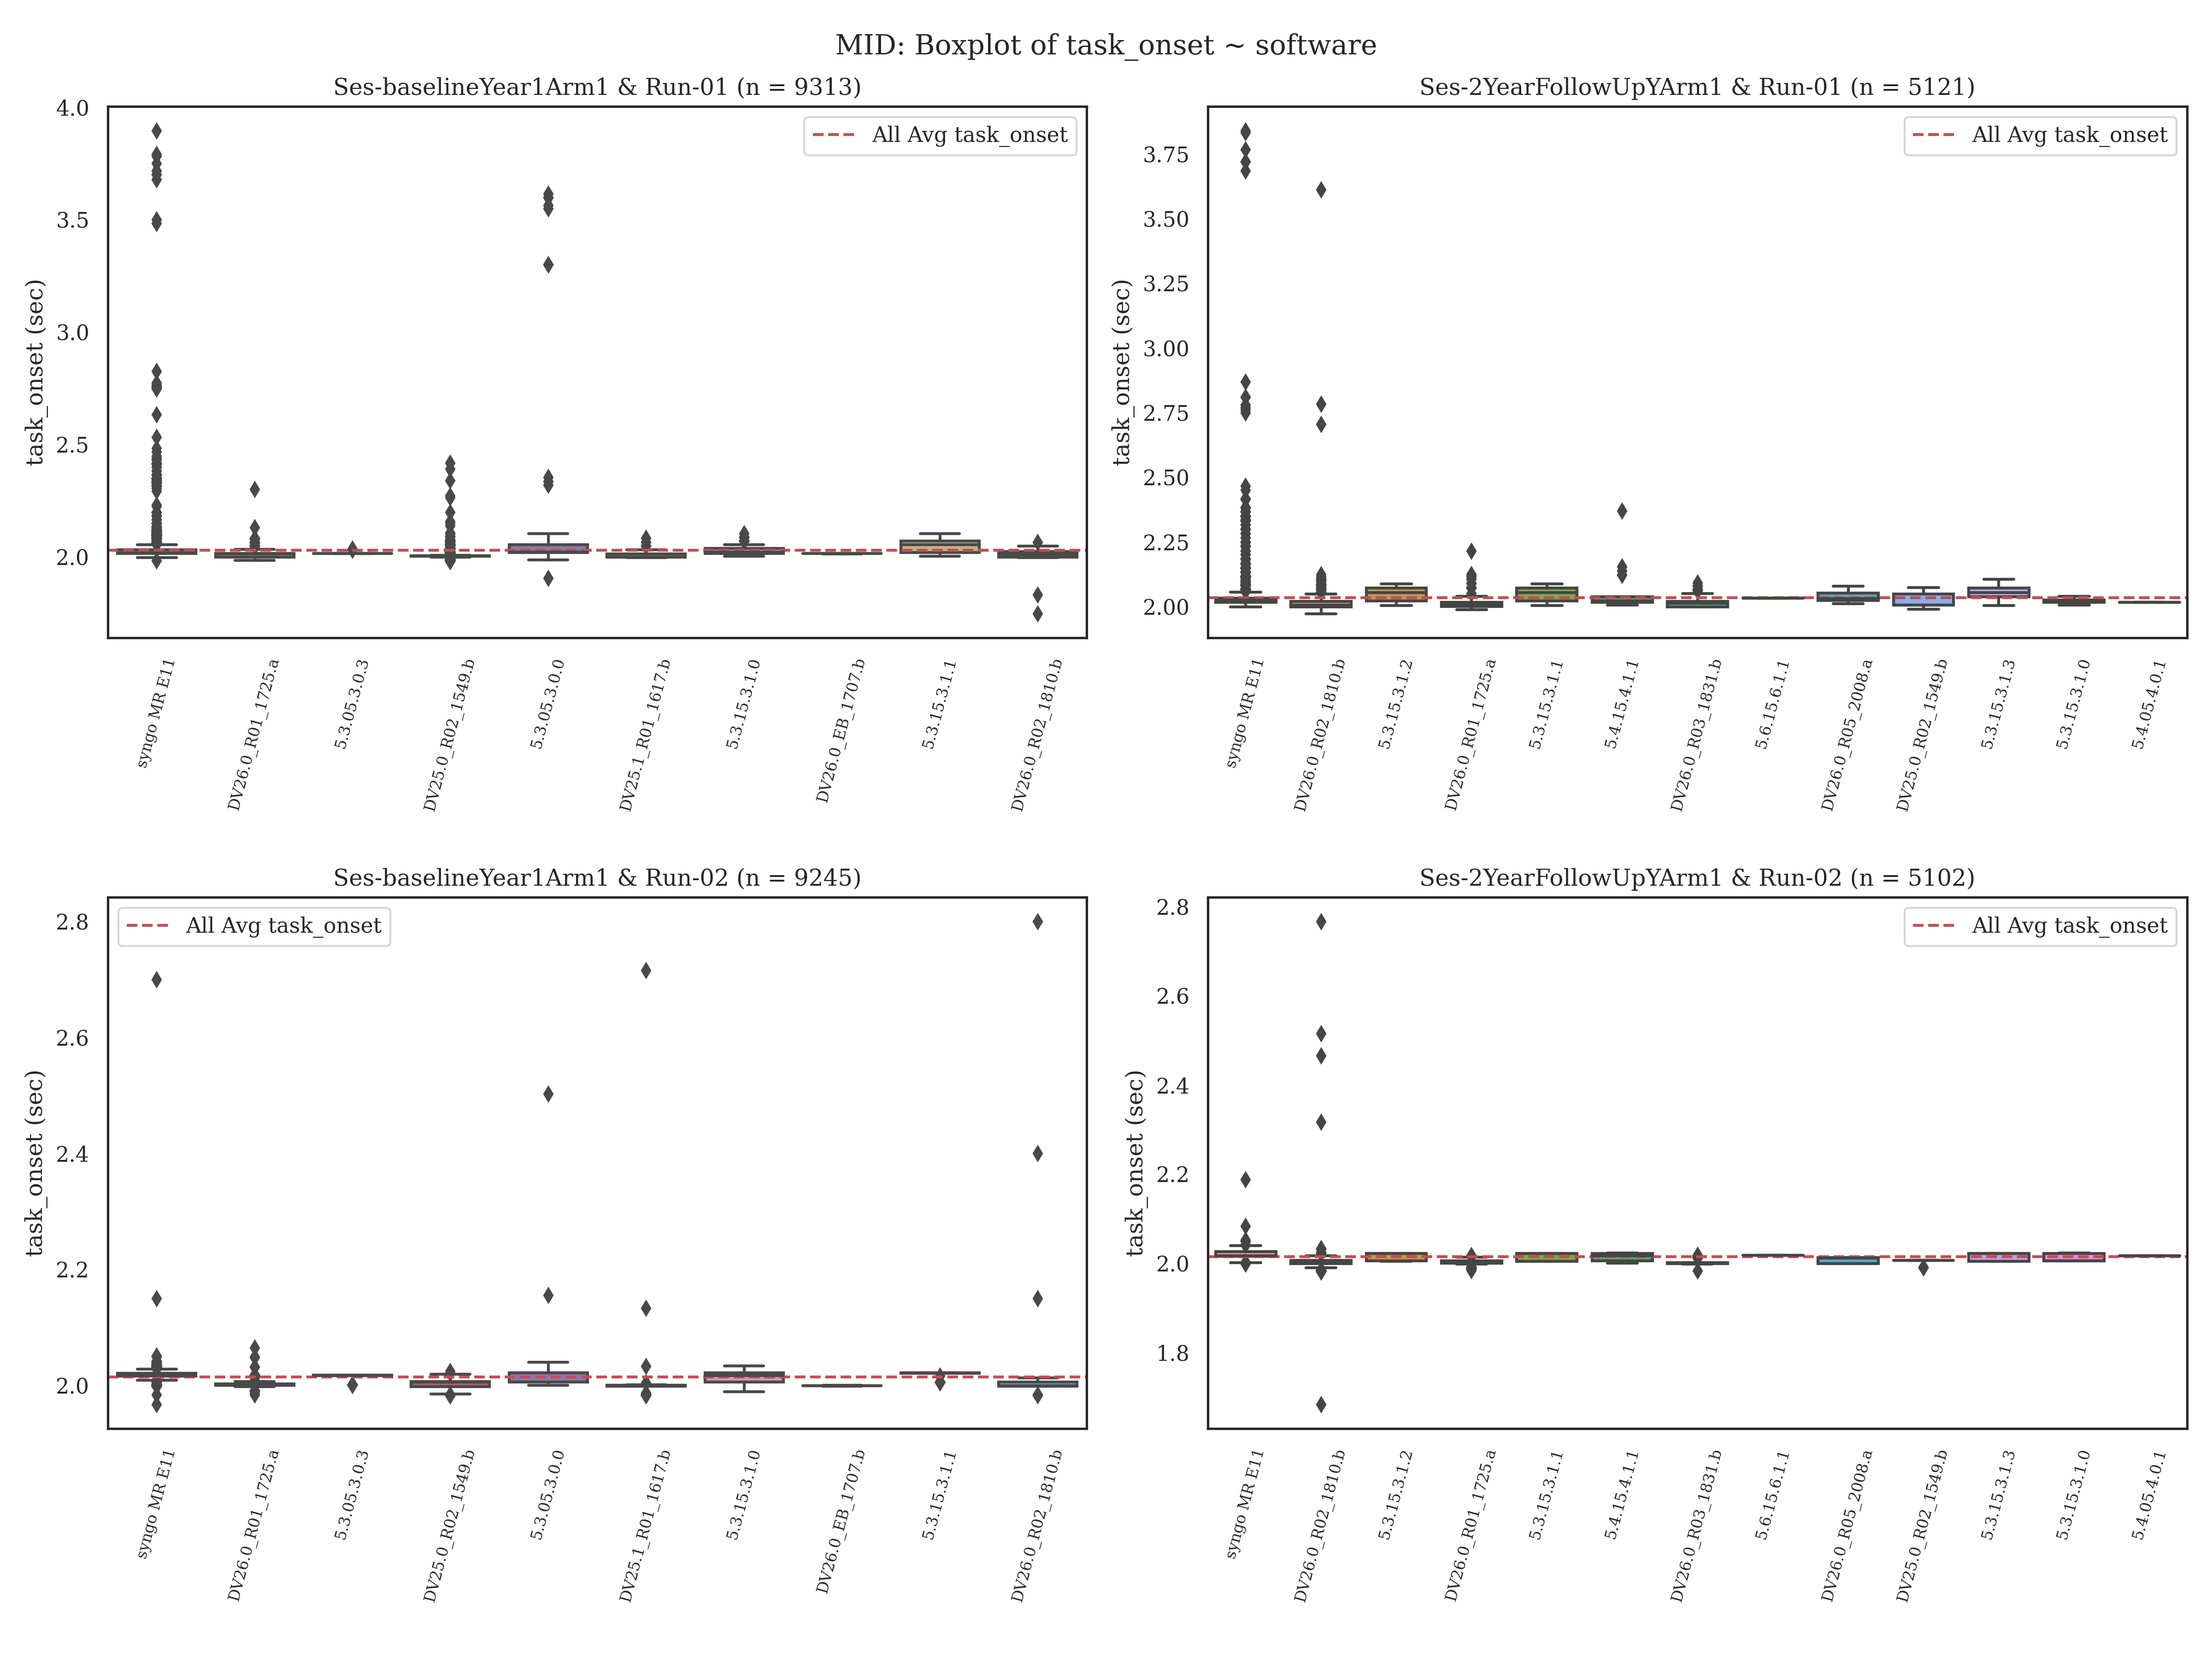 MID: Boxplot of task_onset ~ software
Ses-baselineYear1Arm1 & Run-01 (n = 9313)
All Avg task_onset
task_onset (sec)
4.0
3.5
3.0
2.5
2.0
syngo MR E11
DV26.0_R01_1725.a
5.3.05.3.0.3
DV25.0_R02_1549.b
5.3.05.3.0.0
DV25.1_R01_1617.b
5.3.15.3.1.0
DV26.0_EB_1707.b
5.3.15.3.1.1
DV26.0_R02_1810.b
Ses-2YearFollowUpYArm1 & Run-01 (n = 5121)
All Avg task_onset
task_onset (sec)
3.75
3.50
3.25
3.00
2.75
2.50
2.25
2.00
syngo MR E11
DV26.0_R02_1810.b
5.3.15.3.1.2
DV26.0_R01_1725.a
5.3.15.3.1.1
5.4.15.4.1.1
DV26.0_R03_1831.b
5.6.15.6.1.1
DV26.0_R05_2008.a
DV25.0_R02_1549.b
5.3.15.3.1.3
5.3.15.3.1.0
5.4.05.4.0.1
Ses-baselineYear1Arm1 & Run-02 (n = 9245)
All Avg task_onset
task_onset (sec)
2.8
2.6
2.4
2.2
2.0
syngo MR E11
DV26.0_R01_1725.a
5.3.05.3.0.3
DV25.0_R02_1549.b
5.3.05.3.0.0
DV25.1_R01_1617.b
5.3.15.3.1.0
DV26.0_EB_1707.b
5.3.15.3.1.1
DV26.0_R02_1810.b
Ses-2YearFollowUpYArm1 & Run-02 (n = 5102)
All Avg task_onset
task_onset (sec)
2.8
2.6
2.4
2.2
2.0
1.8
syngo MR E11
DV26.0_R02_1810.b
5.3.15.3.1.2
DV26.0_R01_1725.a
5.3.15.3.1.1
5.4.15.4.1.1
DV26.0_R03_1831.b
5.6.15.6.1.1
DV26.0_R05_2008.a
DV25.0_R02_1549.b
5.3.15.3.1.3
5.3.15.3.1.0
5.4.05.4.0.1